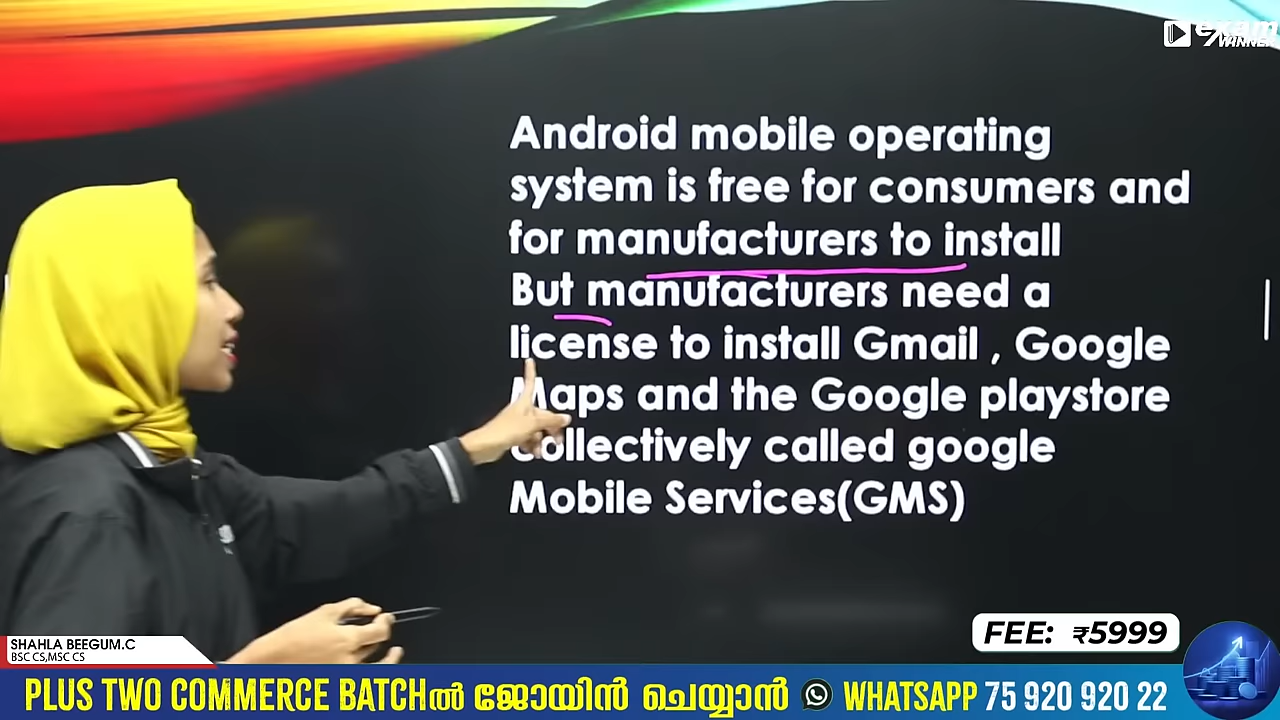 exam
WINNER
Android mobile operating
system is free for consumers and
for manufacturers to install
But manufacturers need a
license to install Gmail , Google
Maps and the Google playstore
collectively called google
Mobile Services(GMS)
FEE: ₹5999
SHAHLA BEEGUM.C
BSC CS,MSC CS
PLUS TWO COMMERCE BATCHൽ ജോയിൻ ചെയ്യാൻ WHATSAPP 75 920 920 22